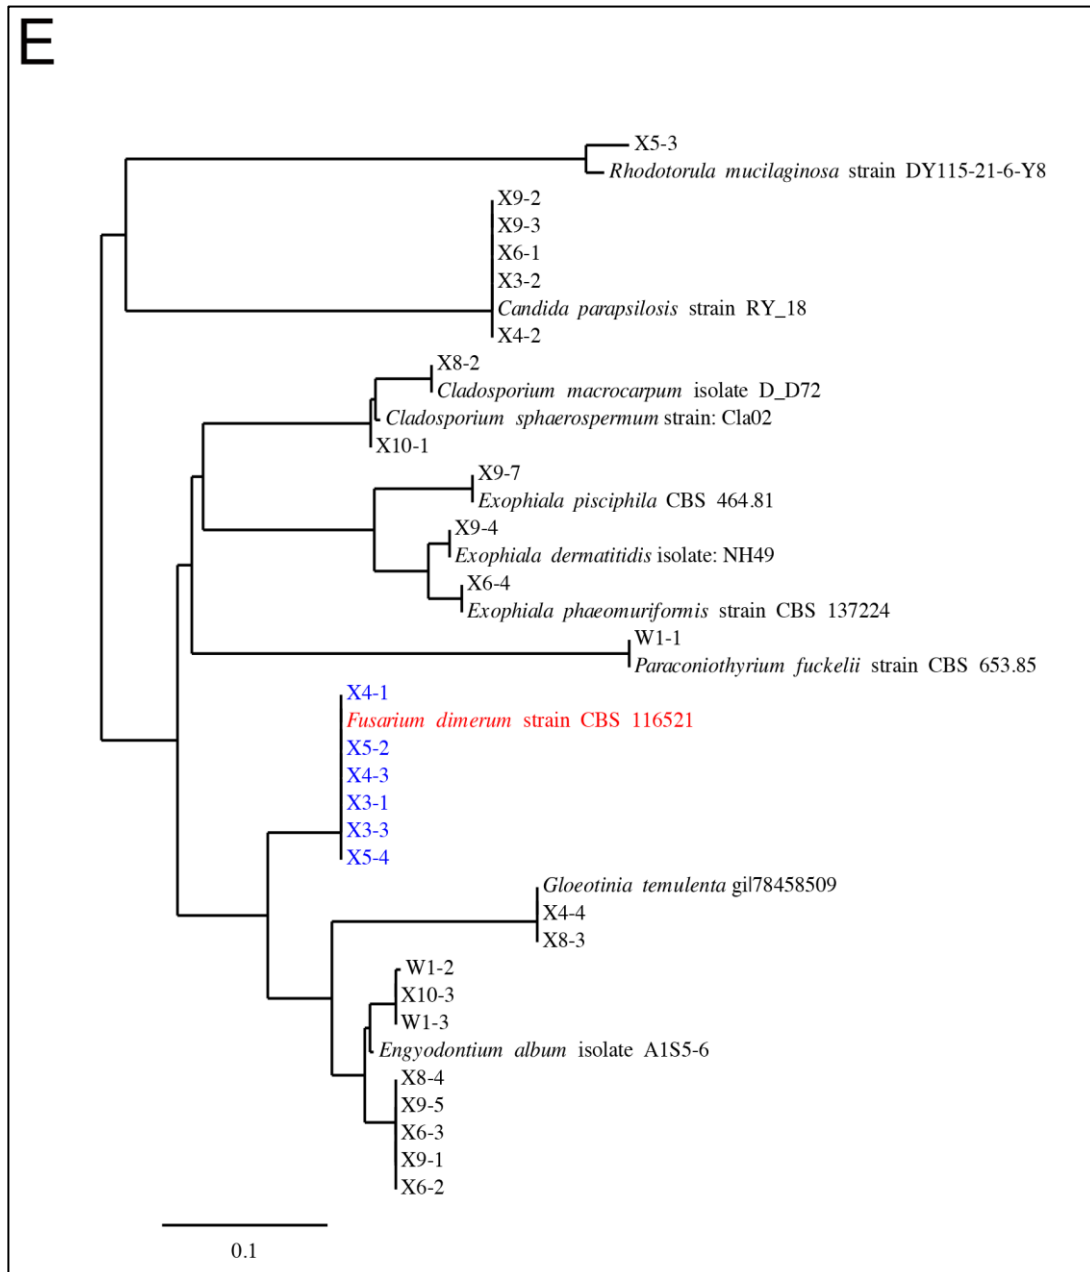 E
X5-3
Rhodotorula mucilaginosa strain DY115-21-6-Y8
X9-2
X9-3
X6-1
X3-2
Candida parapsilosis strain RY_18
X4-2
X8-2
Cladosporium macrocarpum isolate D_D72
Cladosporium sphaerospermum strain: Cla02
X10-1
X9-7
Exophiala pisciphila CBS 464.81
X9-4
Exophiala dermatitidis isolate: NH49
X6-4
Exophiala phaeomuriformis strain CBS 137224
W1-1
Paraconiothyrium fuckelii strain CBS 653.85
X4-1
Fusarium dimerum strain CBS 116521
X5-2
X4-3
X3-1
X3-3
X5-4
Gloeotinia temulenta gi|78458509
X4-4
X8-3
W1-2
X10-3
W1-3
Engyodontium album isolate A1S5-6
X8-4
X9-5
X6-3
X9-1
X6-2
0.1